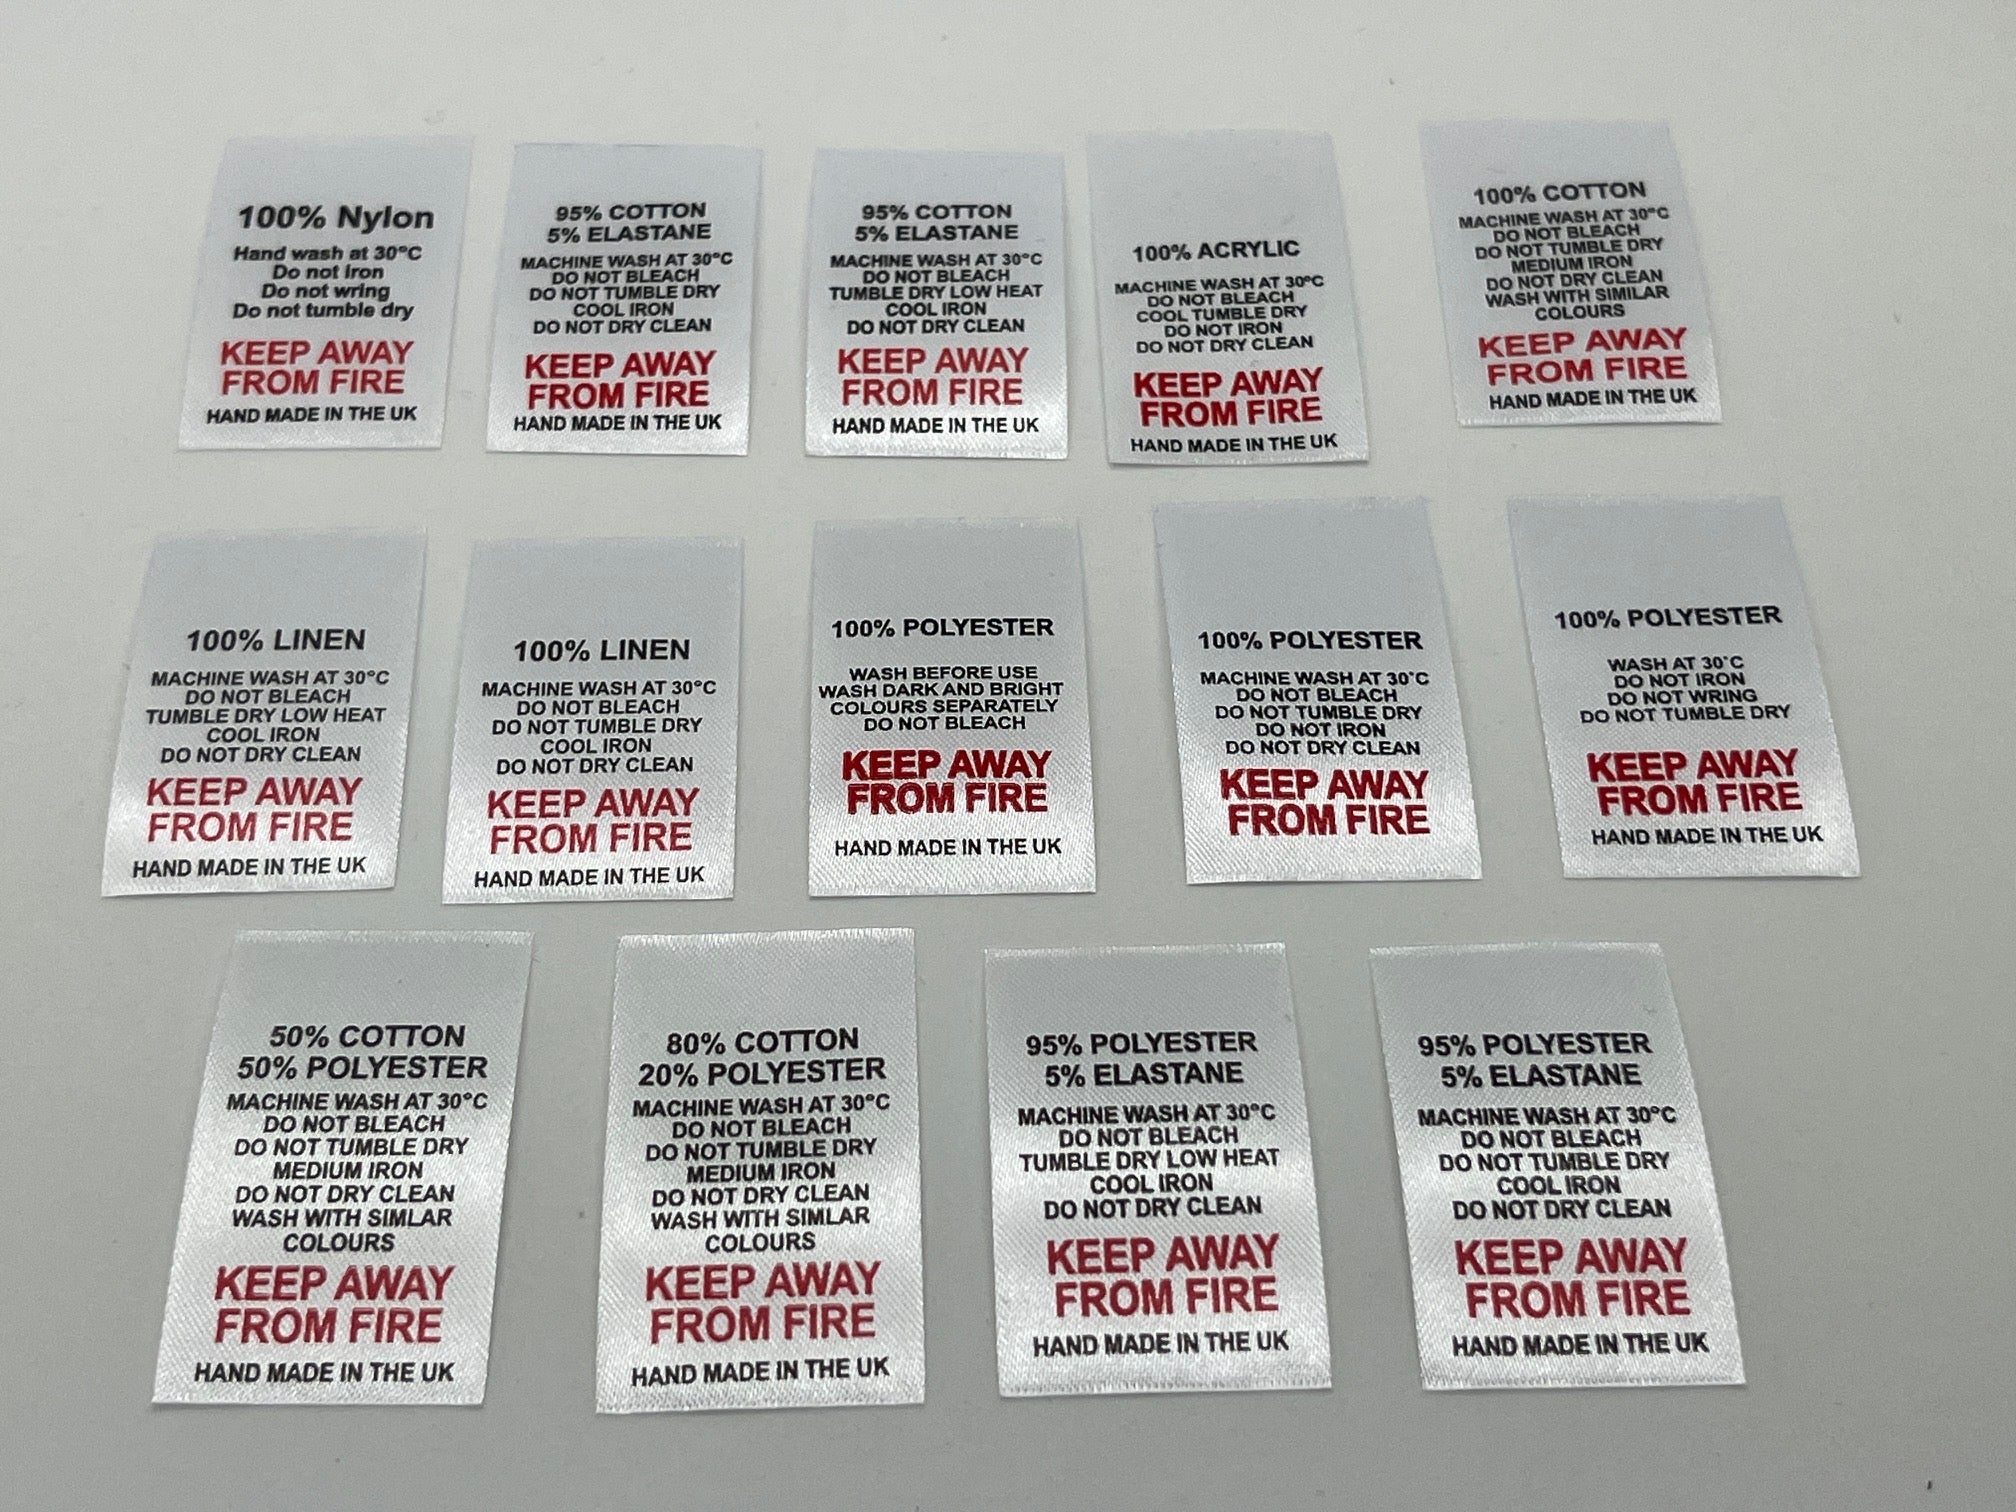 100% Nylon
Hand wash at 30°C
Do not iron
Do not wring
Do not tumble dry
KEEP AWAY
FROM FIRE
HAND MADE IN THE UK
95% COTTON
5% ELASTANE
MACHINE WASH AT 30°C
DO NOT BLEACH
DO NOT TUMBLE DRY
COOL IRON
DO NOT DRY CLEAN
KEEP AWAY
FROM FIRE
HAND MADE IN THE UK
95% COTTON
5% ELASTANE
MACHINE WASH AT 30°C
DO NOT BLEACH
TUMBLE DRY LOW HEAT
COOL IRON
DO NOT DRY CLEAN
KEEP AWAY
FROM FIRE
HAND MADE IN THE UK
100% ACRYLIC
MACHINE WASH AT 30°C
DO NOT BLEACH
COOL TUMBLE DRY
DO NOT IRON
DO NOT DRY CLEAN
KEEP AWAY
FROM FIRE
HAND MADE IN THE UK
100% COTTON
MACHINE WASH AT 30°C
DO NOT BLEACH
DO NOT TUMBLE DRY
MEDIUM IRON
DO NOT DRY CLEAN
WASH WITH SIMILAR
COLOURS
KEEP AWAY
FROM FIRE
HAND MADE IN THE UK
100% LINEN
MACHINE WASH AT 30°C
DO NOT BLEACH
TUMBLE DRY LOW HEAT
COOL IRON
DO NOT DRY CLEAN
KEEP AWAY
FROM FIRE
HAND MADE IN THE UK
100% LINEN
MACHINE WASH AT 30°C
DO NOT BLEACH
DO NOT TUMBLE DRY
COOL IRON
DO NOT DRY CLEAN
KEEP AWAY
FROM FIRE
HAND MADE IN THE UK
100% POLYESTER
WASH BEFORE USE
WASH DARK AND BRIGHT
COLOURS SEPARATELY
DO NOT BLEACH
KEEP AWAY
FROM FIRE
HAND MADE IN THE UK
100% POLYESTER
MACHINE WASH AT 30°C
DO NOT BLEACH
DO NOT TUMBLE DRY
DO NOT IRON
DO NOT DRY CLEAN
KEEP AWAY
FROM FIRE
100% POLYESTER
WASH AT 30°C
DO NOT IRON
DO NOT WRING
DO NOT TUMBLE DRY
KEEP AWAY
FROM FIRE
HAND MADE IN THE UK
50% COTTON
50% POLYESTER
MACHINE WASH AT 30°C
DO NOT BLEACH
DO NOT TUMBLE DRY
MEDIUM IRON
DO NOT DRY CLEAN
WASH WITH SIMLAR
COLOURS
KEEP AWAY
FROM FIRE
HAND MADE IN THE UK
80% COTTON
20% POLYESTER
MACHINE WASH AT 30°C
DO NOT BLEACH
DO NOT TUMBLE DRY
MEDIUM IRON
DO NOT DRY CLEAN
WASH WITH SIMLAR
COLOURS
KEEP AWAY
FROM FIRE
HAND MADE IN THE UK
95% POLYESTER
5% ELASTANE
MACHINE WASH AT 30°C
DO NOT BLEACH
TUMBLE DRY LOW HEAT
COOL IRON
DO NOT DRY CLEAN
KEEP AWAY
FROM FIRE
HAND MADE IN THE UK
95% POLYESTER
5% ELASTANE
MACHINE WASH AT 30°C
DO NOT BLEACH
DO NOT TUMBLE DRY
COOL IRON
DO NOT DRY CLEAN
KEEP AWAY
FROM FIRE
HAND MADE IN THE UK